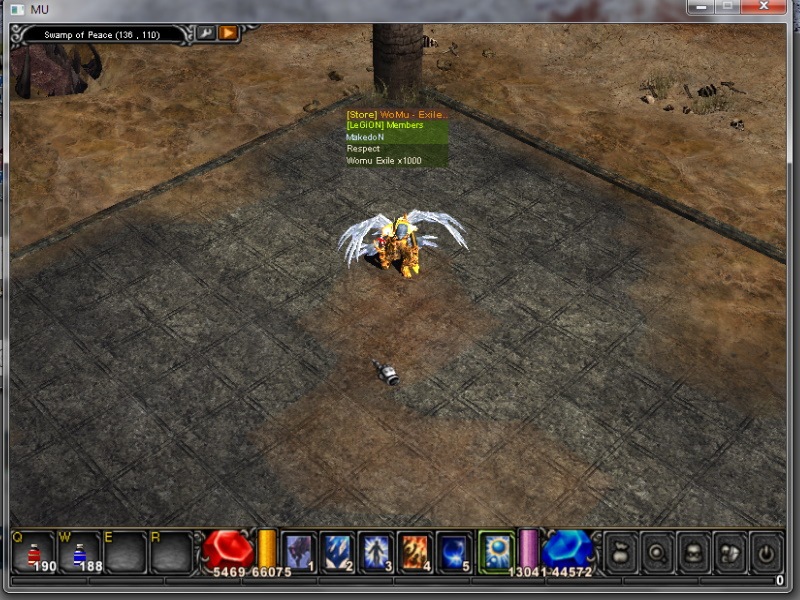 MU
Swamp of Peace (136 , 110)
[Store] WoMu - Exile..
[LeGiON] Members
MakedoN
Respect
Womu Exile x1000
Q W E R
190 188 5469 66075 1 2 3 4 5 13041 44572
0